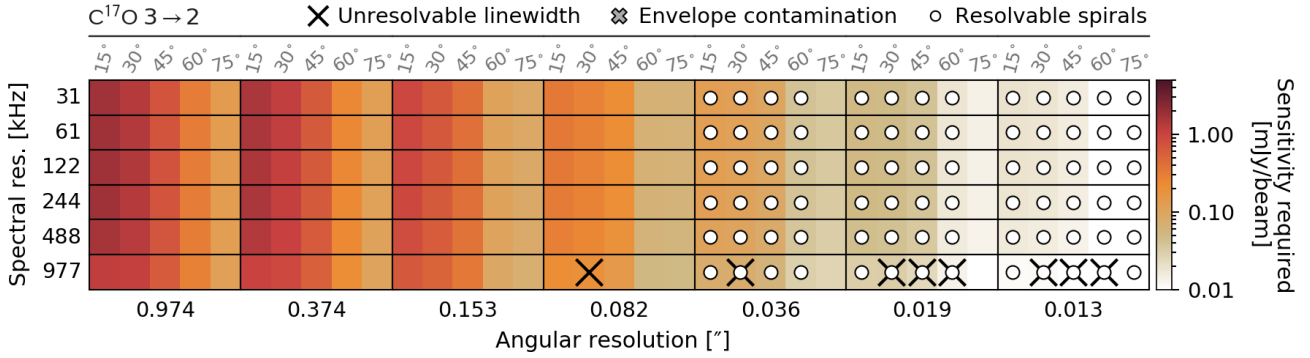 C¹⁷O 3→2 Unresolvable linewidth Envelope contamination Resolvable spirals
15° 30° 45° 60° 75° 15° 30° 45° 60° 75° 15° 30° 45° 60° 75° 15° 30° 45° 60° 75° 15° 30° 45° 60° 75° 15° 30° 45° 60° 75° 15° 30° 45° 60° 75°
Spectral res. [kHz]
31
61
122
244
488
977
0.974 0.374 0.153 0.082 0.036 0.019 0.013
Angular resolution [″]
1.00
0.10
0.01
Sensitivity required
[mJy/beam]